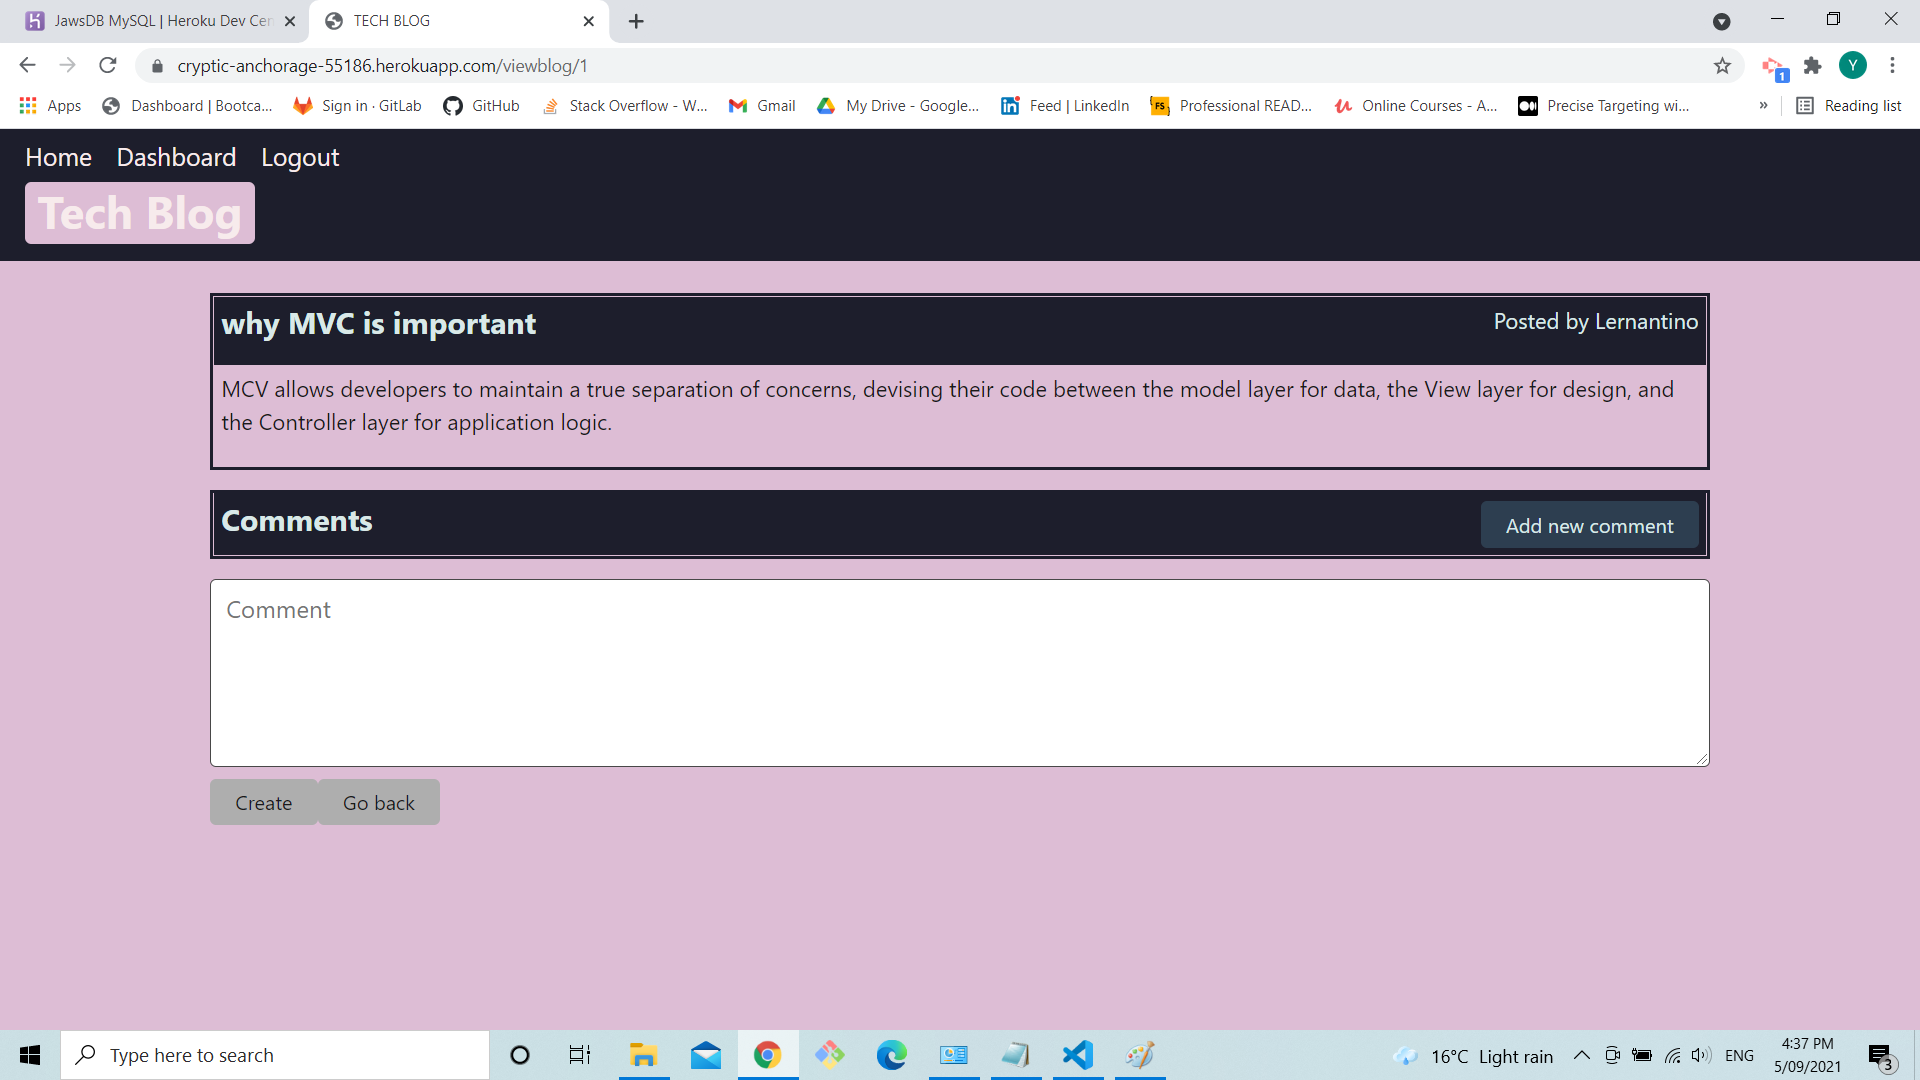 JawsDB MySQL | Heroku Dev Cen
TECH BLOG
cryptic-anchorage-55186.herokuapp.com/viewblog/1
Y
1
Apps
Dashboard | Bootca...
Sign in · GitLab
GitHub
Stack Overflow - W...
Gmail
My Drive - Google...
Feed | LinkedIn
FS
Professional READ...
Online Courses - A...
Precise Targeting wi...
»
Reading list
Home Dashboard Logout
Tech Blog
why MVC is important
Posted by Lernantino
MCV allows developers to maintain a true separation of concerns, devising their code between the model layer for data, the View layer for design, and
the Controller layer for application logic.
Comments
Add new comment
Comment
Create
Go back
Type here to search
16°C Light rain
ENG
4:37 PM
5/09/2021
3